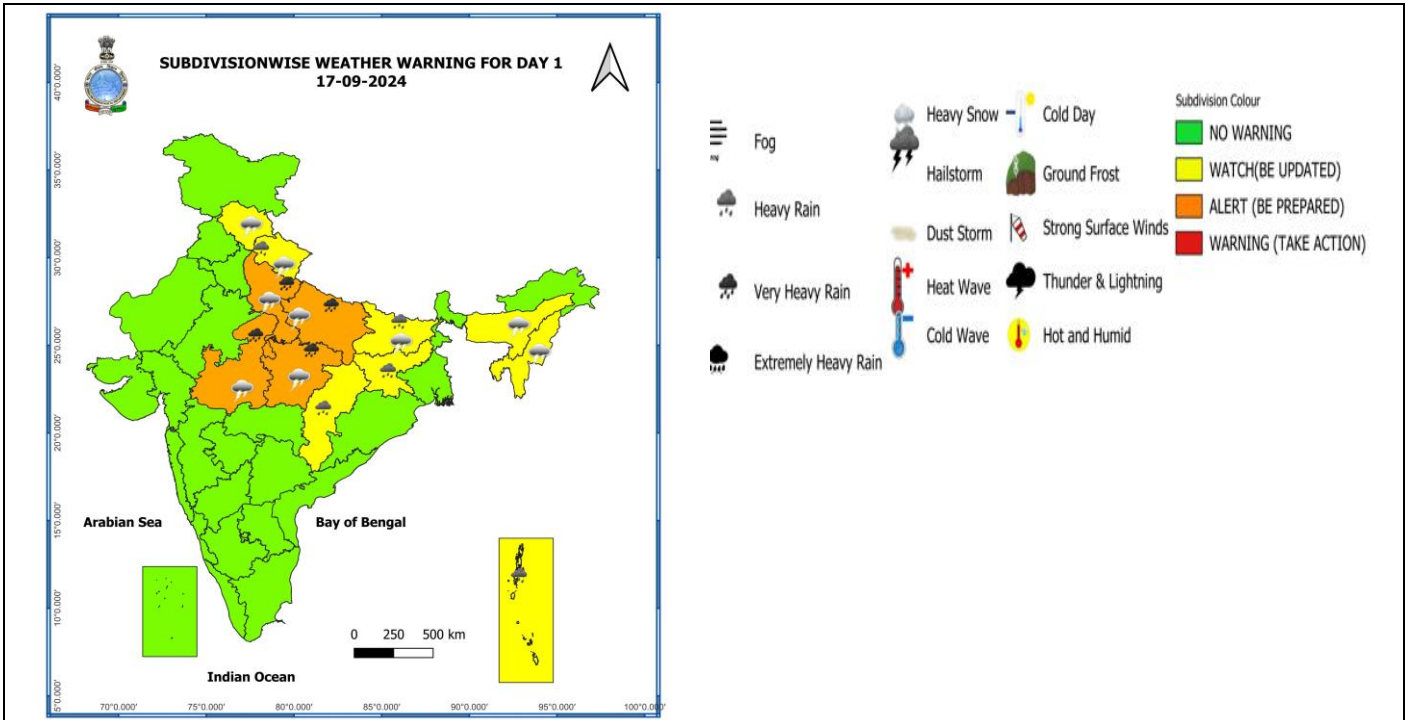 SUBDIVISIONWISE WEATHER WARNING FOR DAY 1
17-09-2024
40°0.000'
35°0.000'
30°0.000'
25°0.000'
20°0.000'
15°0.000'
10°0.000'
5°0.000'
Arabian Sea
Bay of Bengal
0 250 500 km
Indian Ocean
70°0.000' 75°0.000' 80°0.000' 85°0.000' 90°0.000' 95°0.000' 100°0.000'
Fog
Heavy Rain
Very Heavy Rain
Extremely Heavy Rain
Heavy Snow
Hailstorm
Dust Storm
Heat Wave
Cold Wave
Cold Day
Ground Frost
Strong Surface Winds
Thunder & Lightning
Hot and Humid
Subdivision Colour
NO WARNING
WATCH(BE UPDATED)
ALERT (BE PREPARED)
WARNING (TAKE ACTION)